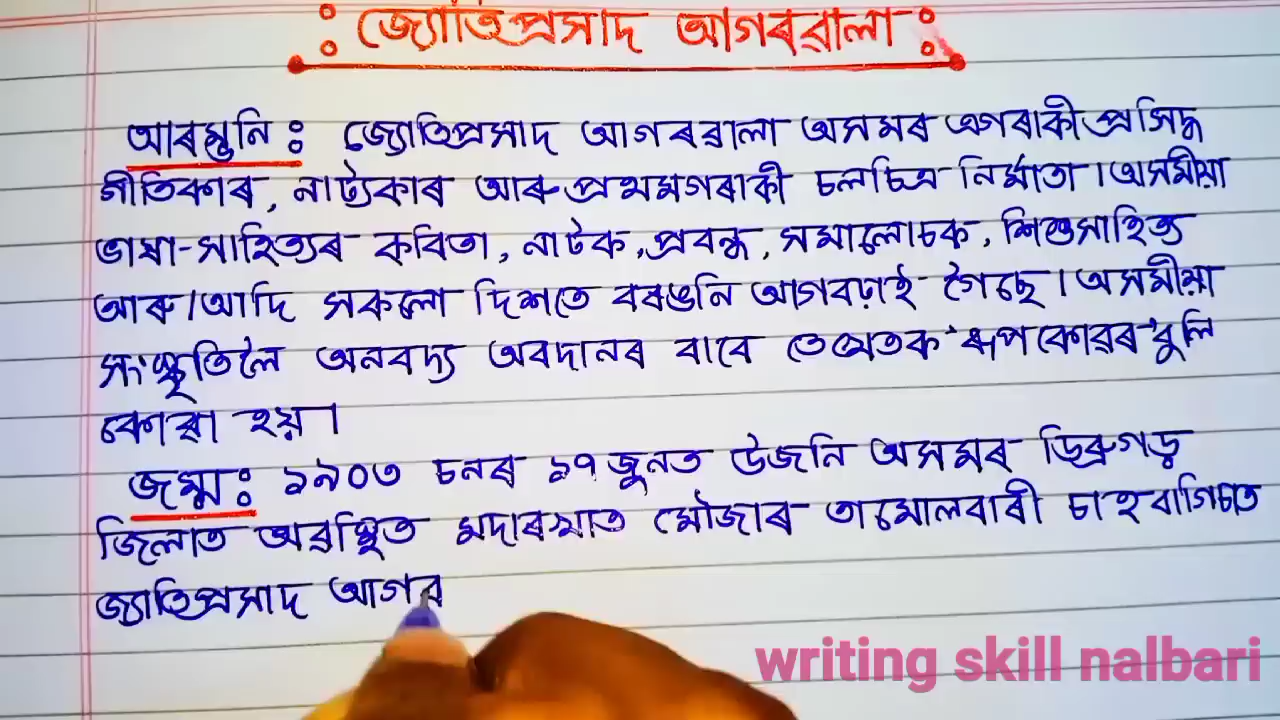 : জ্যোতিপ্ৰসাদ আগৰৱালা :
আৰম্ভনি : জ্যোতিপ্ৰসাদ আগৰৱালা অসমৰ এগৰাকী প্ৰসিদ্ধ
গীতিকাৰ, নাট্যকাৰ আৰু প্ৰথমগৰাকী চলচিত্ৰ নিৰ্মাতা । অসমীয়া
ভাষা-সাহিত্যৰ কবিতা, নাটক, প্ৰবন্ধ, সমালোচক, শিশুসাহিত্য
আৰু । আদি সকলো দিশতে বৰঙনি আগবঢ়াই গৈছে । অসমীয়া
সংস্কৃতিলৈ অনবদ্য অবদানৰ বাবে তেখেতক 'ৰূপকোৱৰ' বুলি
কোৱা হয় ।
জন্ম : ১৯০৩ চনৰ ১৭ জুনত উজনি অসমৰ ডিব্ৰুগড়
জিলাত অৱস্থিত মদাৰখাত মৌজাৰ তামোলবাৰী চাহ বাগিচাত
জ্যাতিপ্ৰসাদ আগৰ
writing skill nalbari